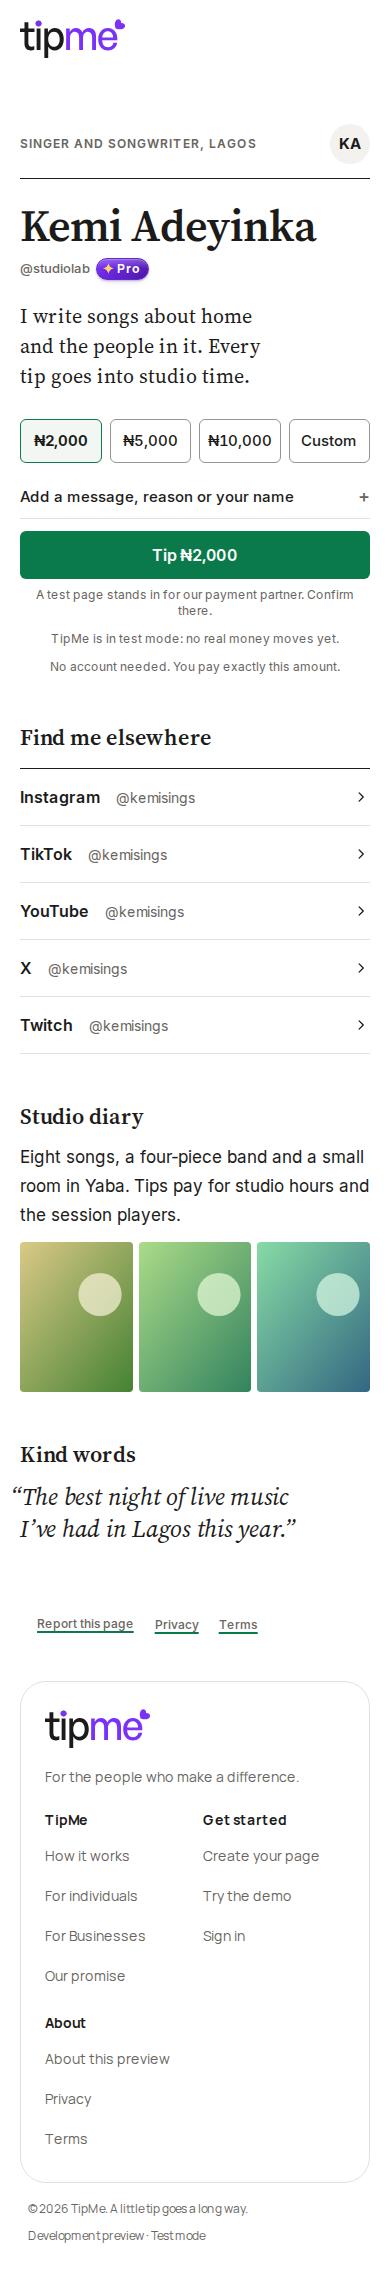 tipme
SINGER AND SONGWRITER, LAGOS
KA
Kemi Adeyinka
@studiolab ✦ Pro
I write songs about home
and the people in it. Every
tip goes into studio time.
₦2,000
₦5,000
₦10,000
Custom
Add a message, reason or your name +
Tip ₦2,000
A test page stands in for our payment partner. Confirm
there.
TipMe is in test mode: no real money moves yet.
No account needed. You pay exactly this amount.
Find me elsewhere
Instagram @kemisings
TikTok @kemisings
YouTube @kemisings
X @kemisings
Twitch @kemisings
Studio diary
Eight songs, a four-piece band and a small
room in Yaba. Tips pay for studio hours and
the session players.
Kind words
“The best night of live music
I’ve had in Lagos this year.”
Report this page Privacy Terms
tipme
For the people who make a difference.
TipMe
How it works
For individuals
For Businesses
Our promise
Get started
Create your page
Try the demo
Sign in
About
About this preview
Privacy
Terms
© 2026 TipMe. A little tip goes a long way.
Development preview · Test mode